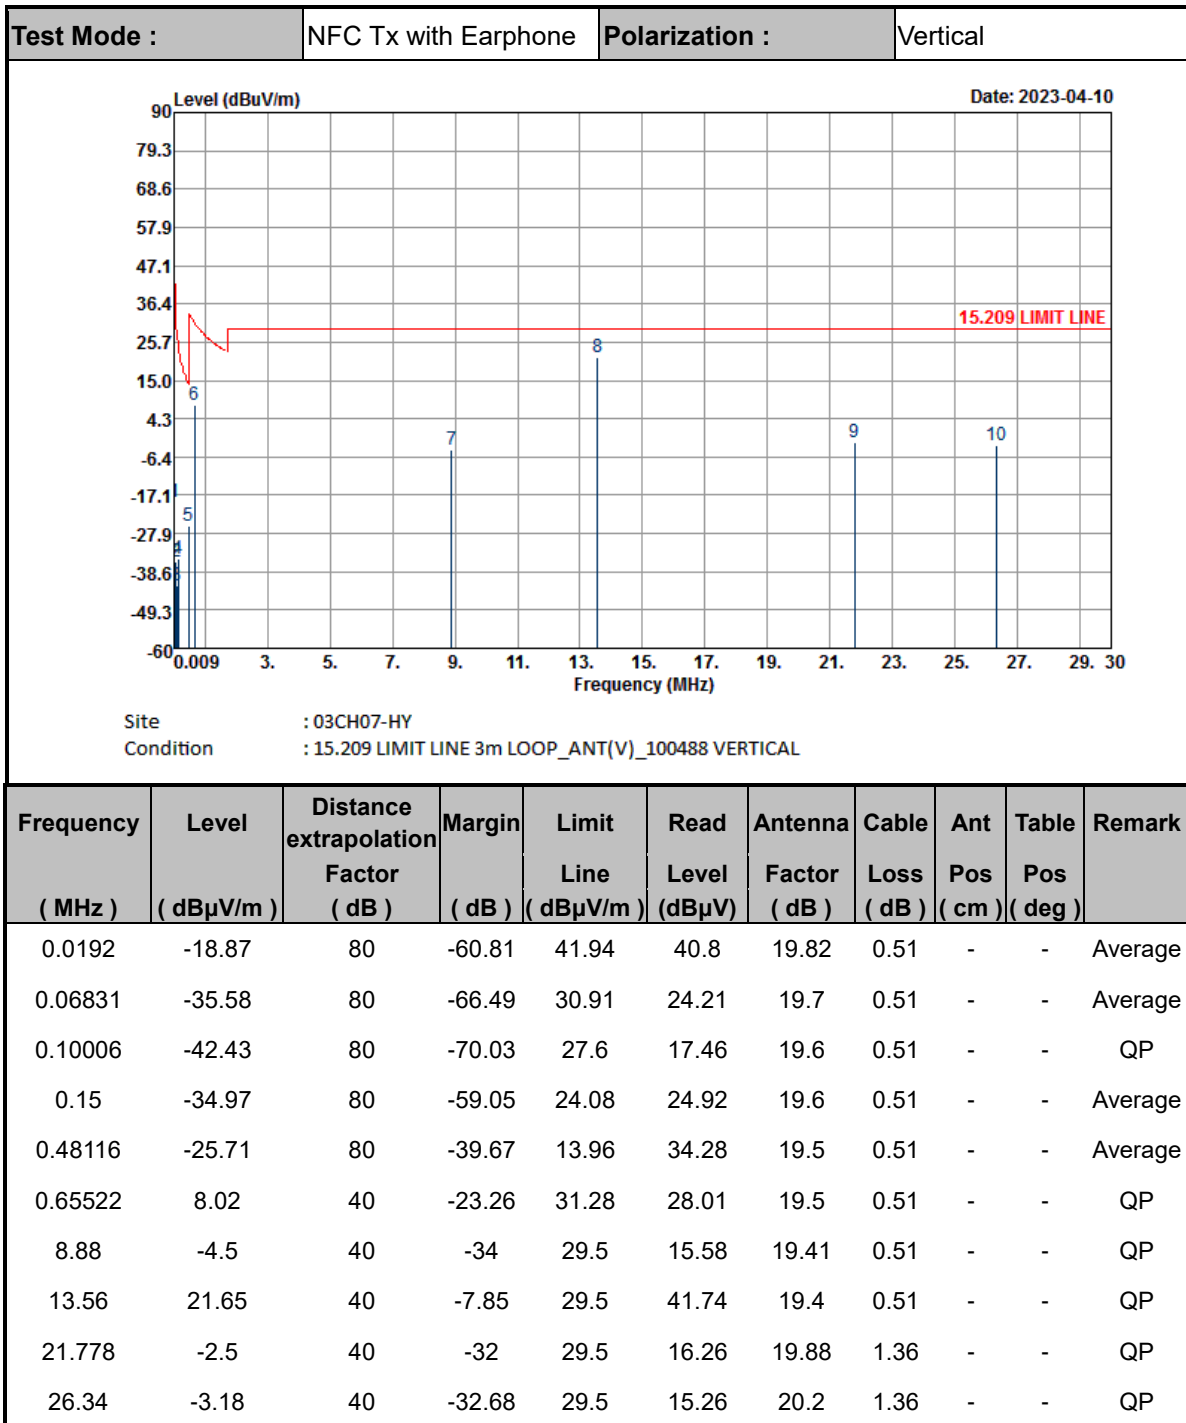 Test Mode : NFC Tx with Earphone Polarization : Vertical
Level (dBuV/m) Date: 2023-04-10
90
79.3
68.6
57.9
47.1
36.4
15.209 LIMIT LINE
25.7
8
15.0
6
4.3
7 9 10
-6.4
-17.1
5
-27.9
4
-38.6
-49.3
-60
0.009 3. 5. 7. 9. 11. 13. 15. 17. 19. 21. 23. 25. 27. 29. 30
Frequency (MHz)
Site : 03CH07-HY
Condition : 15.209 LIMIT LINE 3m LOOP_ANT(V)_100488 VERTICAL
Frequency Level Distance extrapolation Margin Limit Read Antenna Cable Ant Table Remark
Factor Line Level Factor Loss Pos Pos
( MHz ) ( dBµV/m ) ( dB ) ( dB ) ( dBµV/m ) (dBµV) ( dB ) ( dB ) ( cm ) ( deg )
0.0192 -18.87 80 -60.81 41.94 40.8 19.82 0.51 - - Average
0.06831 -35.58 80 -66.49 30.91 24.21 19.7 0.51 - - Average
0.10006 -42.43 80 -70.03 27.6 17.46 19.6 0.51 - - QP
0.15 -34.97 80 -59.05 24.08 24.92 19.6 0.51 - - Average
0.48116 -25.71 80 -39.67 13.96 34.28 19.5 0.51 - - Average
0.65522 8.02 40 -23.26 31.28 28.01 19.5 0.51 - - QP
8.88 -4.5 40 -34 29.5 15.58 19.41 0.51 - - QP
13.56 21.65 40 -7.85 29.5 41.74 19.4 0.51 - - QP
21.778 -2.5 40 -32 29.5 16.26 19.88 1.36 - - QP
26.34 -3.18 40 -32.68 29.5 15.26 20.2 1.36 - - QP